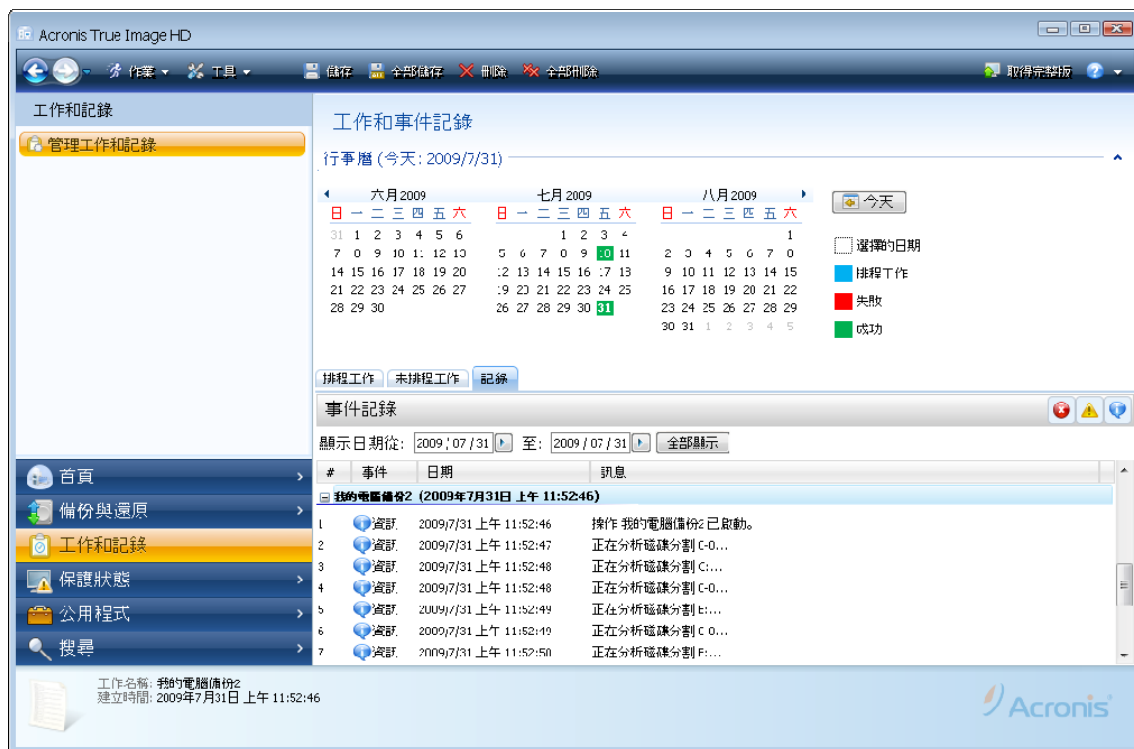 Acronis True Image HD
作業 工具 儲存 全部儲存 刪除 全部刪除 取得完整版
工作和記錄
管理工作和記錄
工作和事件記錄
行事曆 (今天: 2009/7/31)
六月 2009 七月 2009 八月 2009
日 一 二 三 四 五 六 日 一 二 三 四 五 六 日 一 二 三 四 五 六
31 1 2 3 4 5 6 1 2 3 4 1
7 8 9 10 11 12 13 5 6 7 8 9 10 11 2 3 4 5 6 7 8
14 15 16 17 18 19 20 12 13 14 15 16 17 18 9 10 11 12 13 14 15
21 22 23 24 25 26 27 19 20 21 22 23 24 25 16 17 18 19 20 21 22
28 29 30 26 27 28 29 30 31 23 24 25 26 27 28 29
30 31 1 2 3 4 5
今天
選擇的日期
排程工作
失敗
成功
排程工作 未排程工作 記錄
事件記錄
顯示日期從: 2009/07/31 至: 2009/07/31 全部顯示
# 事件 日期 訊息
我的電腦備份2 (2009年7月31日 上午 11:52:46)
1 資訊 2009/7/31 上午 11:52:46 操作 我的電腦備份2 已啟動。
2 資訊 2009/7/31 上午 11:52:47 正在分析磁碟分割 C-0...
3 資訊 2009/7/31 上午 11:52:48 正在分析磁碟分割 C:...
4 資訊 2009/7/31 上午 11:52:48 正在分析磁碟分割 C-0...
5 資訊 2009/7/31 上午 11:52:49 正在分析磁碟分割 E:...
6 資訊 2009/7/31 上午 11:52:49 正在分析磁碟分割 C-0...
7 資訊 2009/7/31 上午 11:52:50 正在分析磁碟分割 F:...
首頁
備份與還原
工作和記錄
保護狀態
公用程式
搜尋
工作名稱: 我的電腦備份2
建立時間: 2009年7月31日 上午 11:52:46
Acronis